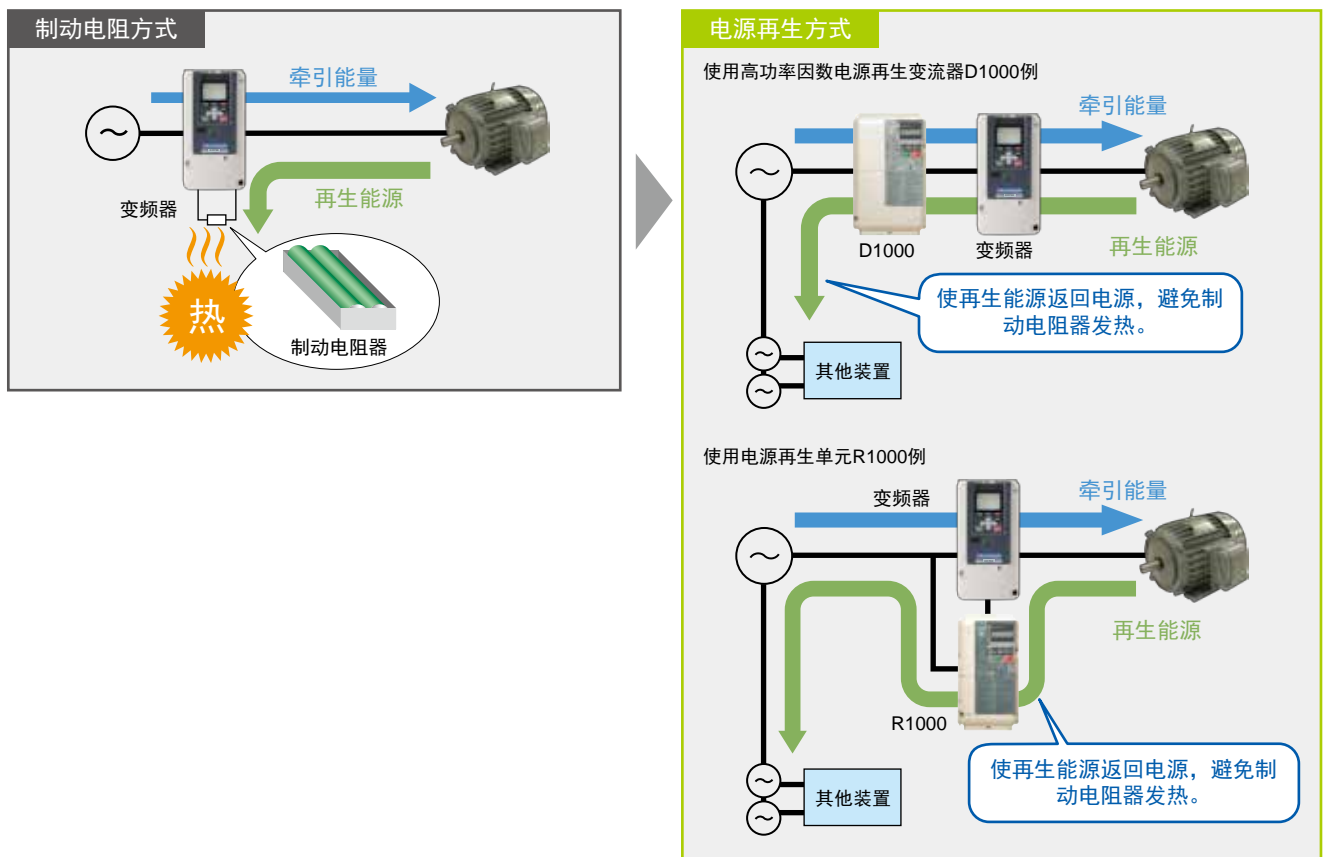 制动电阻方式
牵引能量
再生能源
变频器
热
制动电阻器
电源再生方式
使用高功率因数电源再生变流器D1000例
牵引能量
D1000
变频器
再生能源
使再生能源返回电源，避免制
动电阻器发热。
其他装置
使用电源再生单元R1000例
变频器
牵引能量
再生能源
R1000
使再生能源返回电源，避免制
动电阻器发热。
其他装置